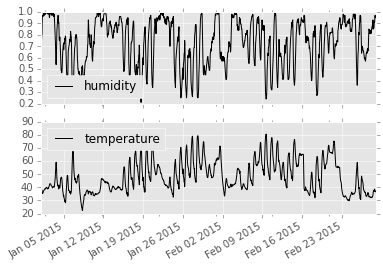 1.0
0.9
0.8
0.7
0.6
0.5
0.4
0.3
0.2
humidity
90
80
70
60
50
40
30
20
temperature
Jan 05 2015
Jan 12 2015
Jan 19 2015
Jan 26 2015
Feb 02 2015
Feb 09 2015
Feb 16 2015
Feb 23 2015